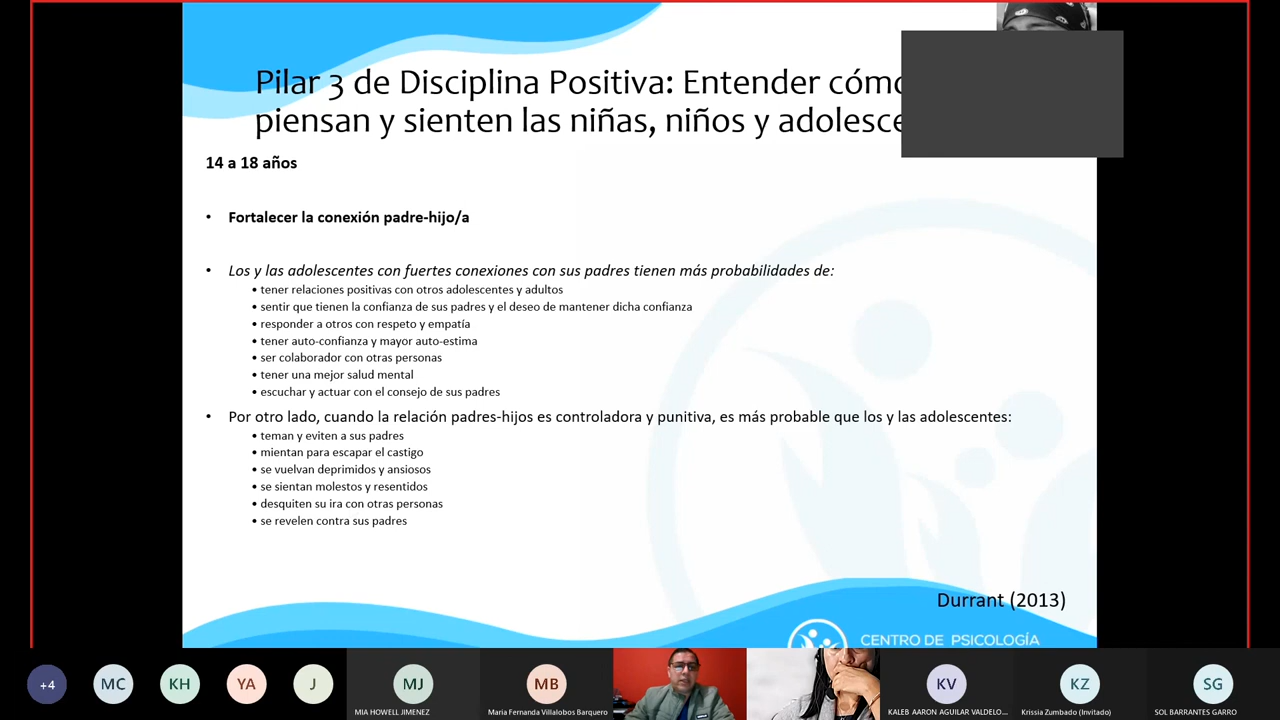 Pilar 3 de Disciplina Positiva: Entender cómo
piensan y sienten las niñas, niños y
14 a 18 años
• Fortalecer la conexión padre-hijo/a
• Los y las adolescentes con fuertes conexiones con sus padres tienen más probabilidades de:
• tener relaciones positivas con otros adolescentes y adultos
• sentir que tienen la confianza de sus padres y el deseo de mantener dicha confianza
• responder a otros con respeto y empatía
• tener auto-confianza y mayor auto-estima
• ser colaborador con otras personas
• tener una mejor salud mental
• escuchar y actuar con el consejo de sus padres
• Por otro lado, cuando la relación padres-hijos es controladora y punitiva, es más probable que los y las adolescentes:
• teman y eviten a sus padres
• mientan para escapar el castigo
• se vuelvan deprimidos y ansiosos
• se sientan molestos y resentidos
• desquiten su ira con otras personas
• se revelen contra sus padres
Durrant (2013)
CENTRO DE PSICOLOGÍA
+4 MC KH YA J MJ MB KV KZ SG
MIA HOWELL JIMENEZ Maria Fernanda Villalobos Barquero KALEB AARON AGUILAR VALDELO... Krissia Zumbado (Invitado) SOL BARRANTES GARRO